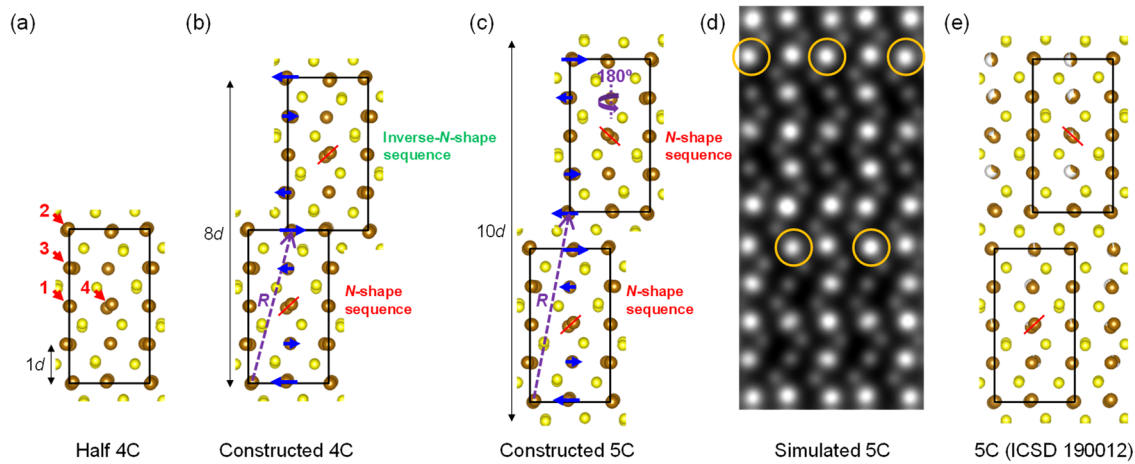 (a)
(b)
(c)
(d)
(e)
2
3
1
4
1d
Half 4C
8d
R
Inverse-N-shape
sequence
N-shape
sequence
Constructed 4C
10d
180º
R
N-shape
sequence
N-shape
sequence
Constructed 5C
Simulated 5C
5C (ICSD 190012)